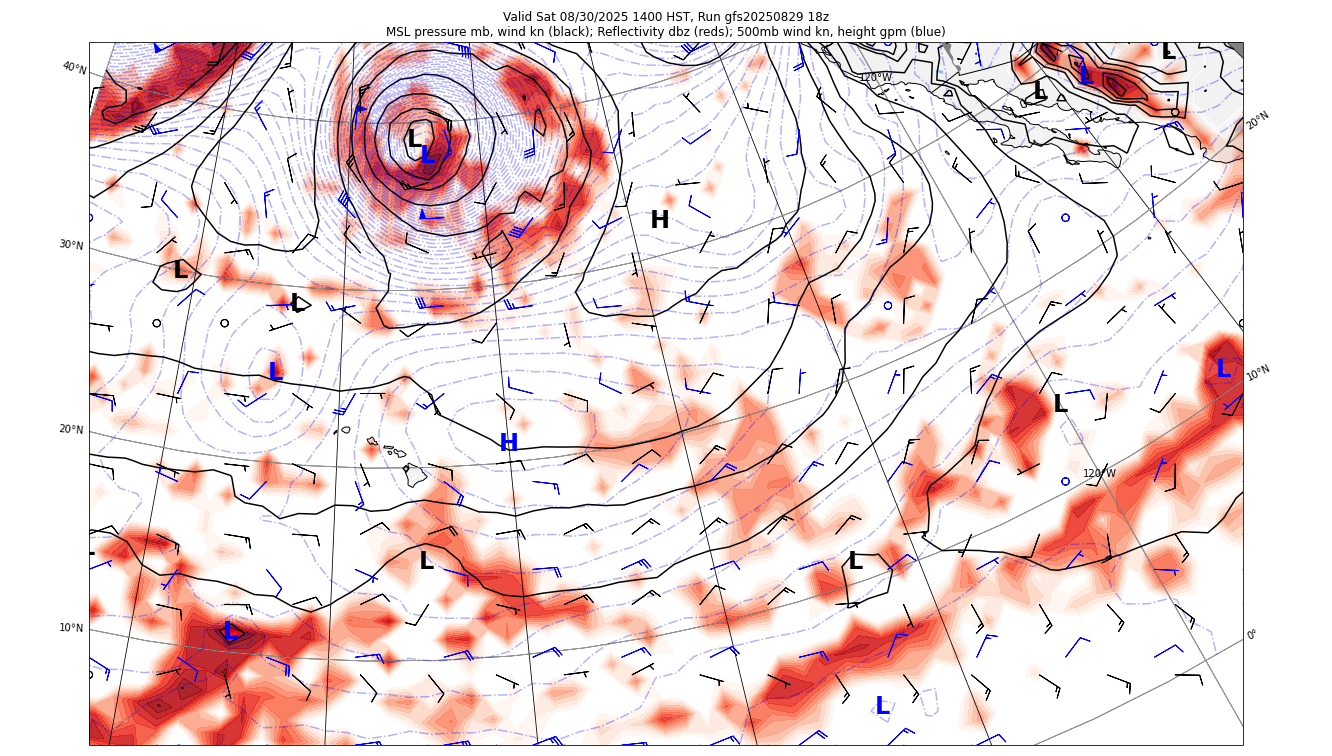 Valid Sat 08/30/2025 1400 HST, Run gfs20250829 18z
MSL pressure mb, wind kn (black); Reflectivity dbz (reds); 500mb wind kn, height gpm (blue)
40°N
120°W
L
L
L
20°N
L
L
H
30°N
L
L
L
L
10°N
L
20°N
H
120°W
L
L
10°N
L
0°
L